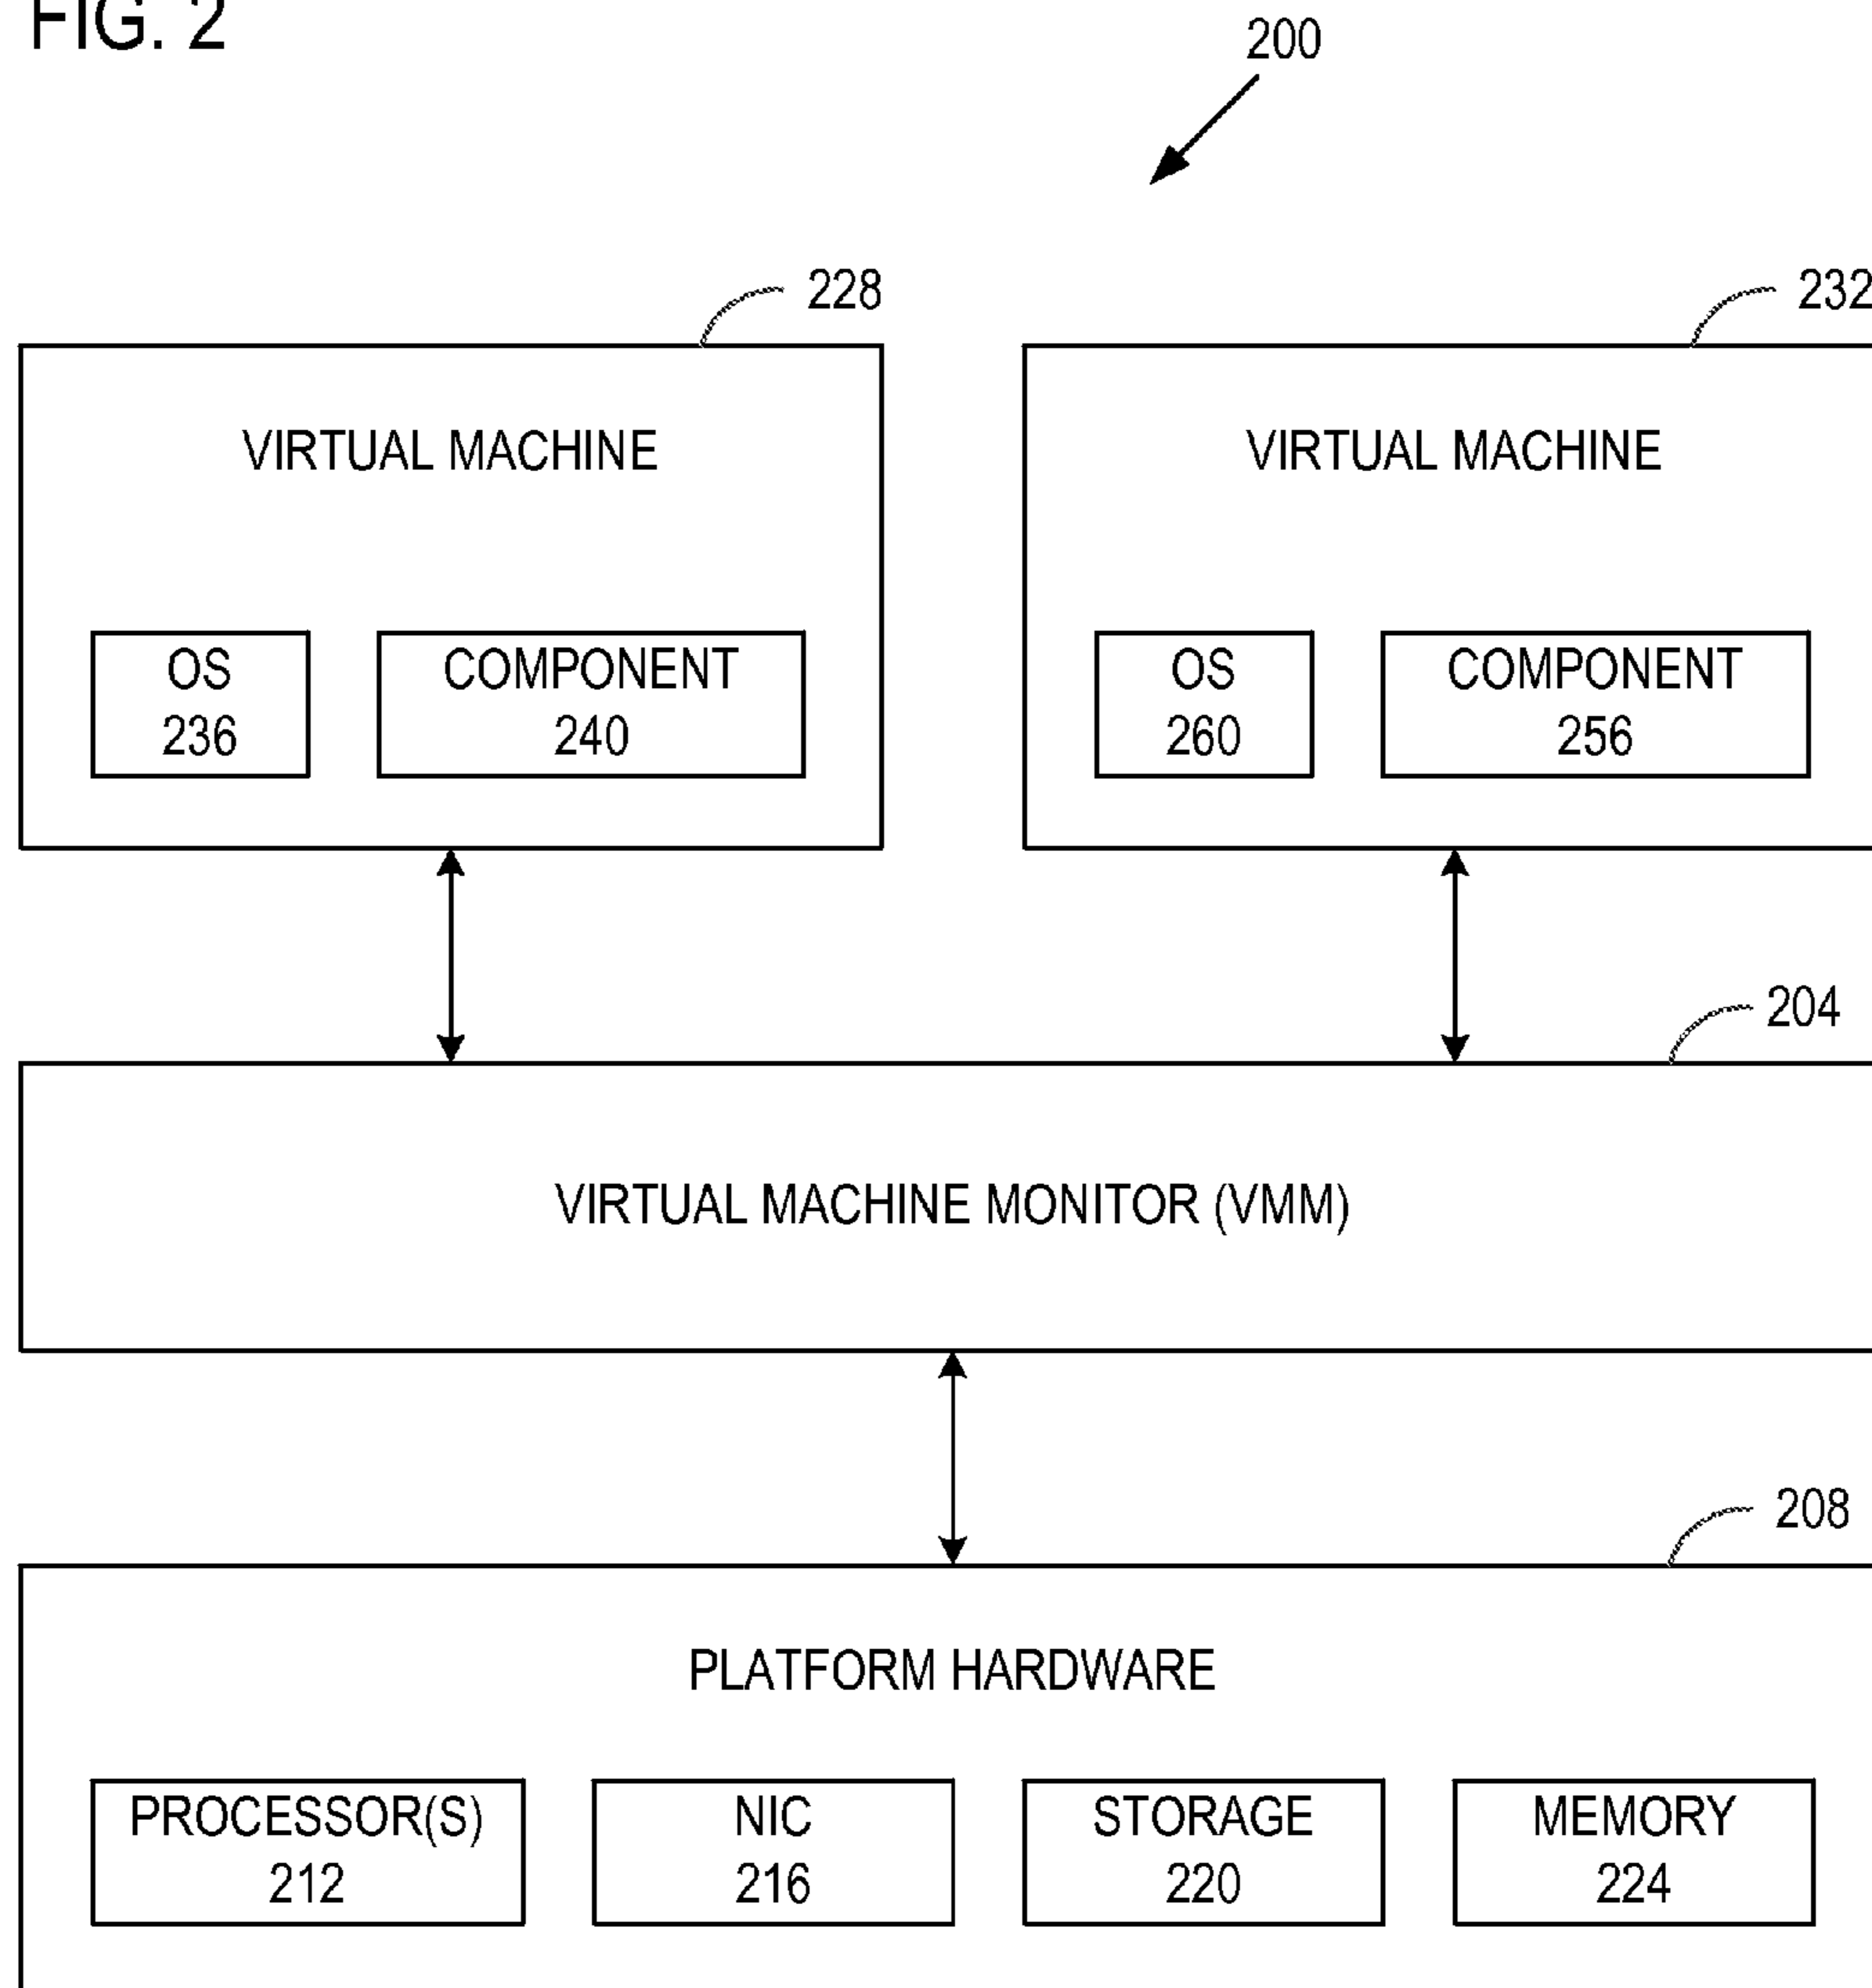 FIG. 2
200
228
232
VIRTUAL MACHINE
VIRTUAL MACHINE
OS
236
COMPONENT
240
OS
260
COMPONENT
256
204
VIRTUAL MACHINE MONITOR (VMM)
208
PLATFORM HARDWARE
PROCESSOR(S)
212
NIC
216
STORAGE
220
MEMORY
224